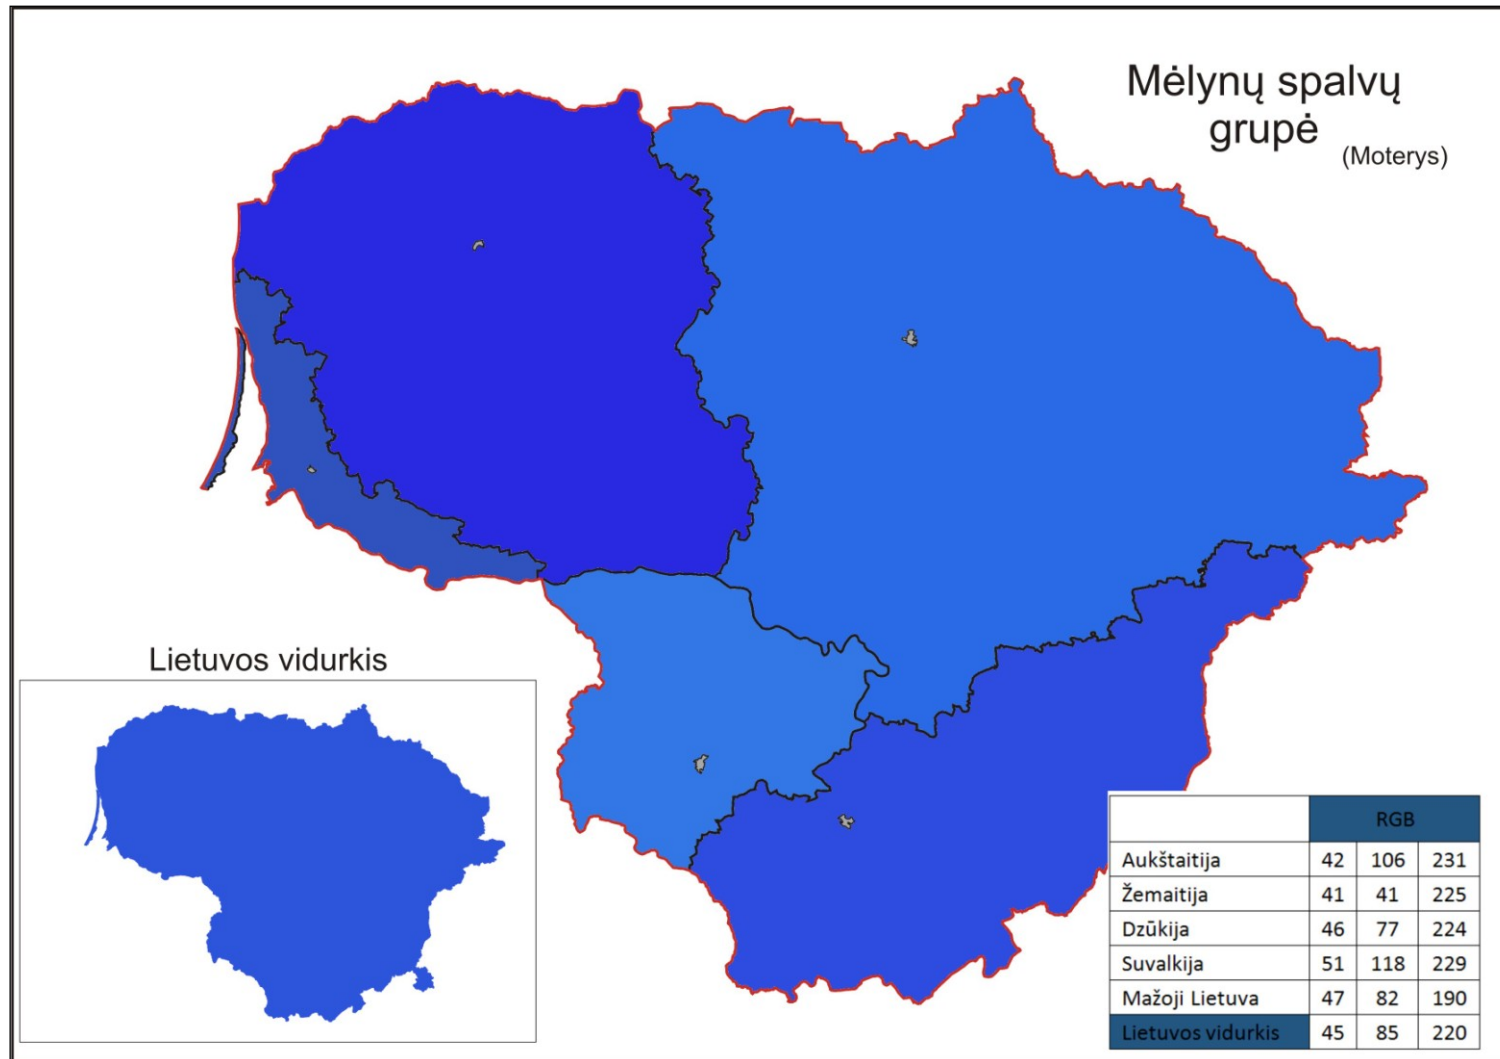 Mėlynų spalvų
grupė
(Moterys)
Lietuvos vidurkis
RGB
Aukštaitija 42 106 231
Žemaitija 41 41 225
Dzūkija 46 77 224
Suvalkija 51 118 229
Mažoji Lietuva 47 82 190
Lietuvos vidurkis 45 85 220